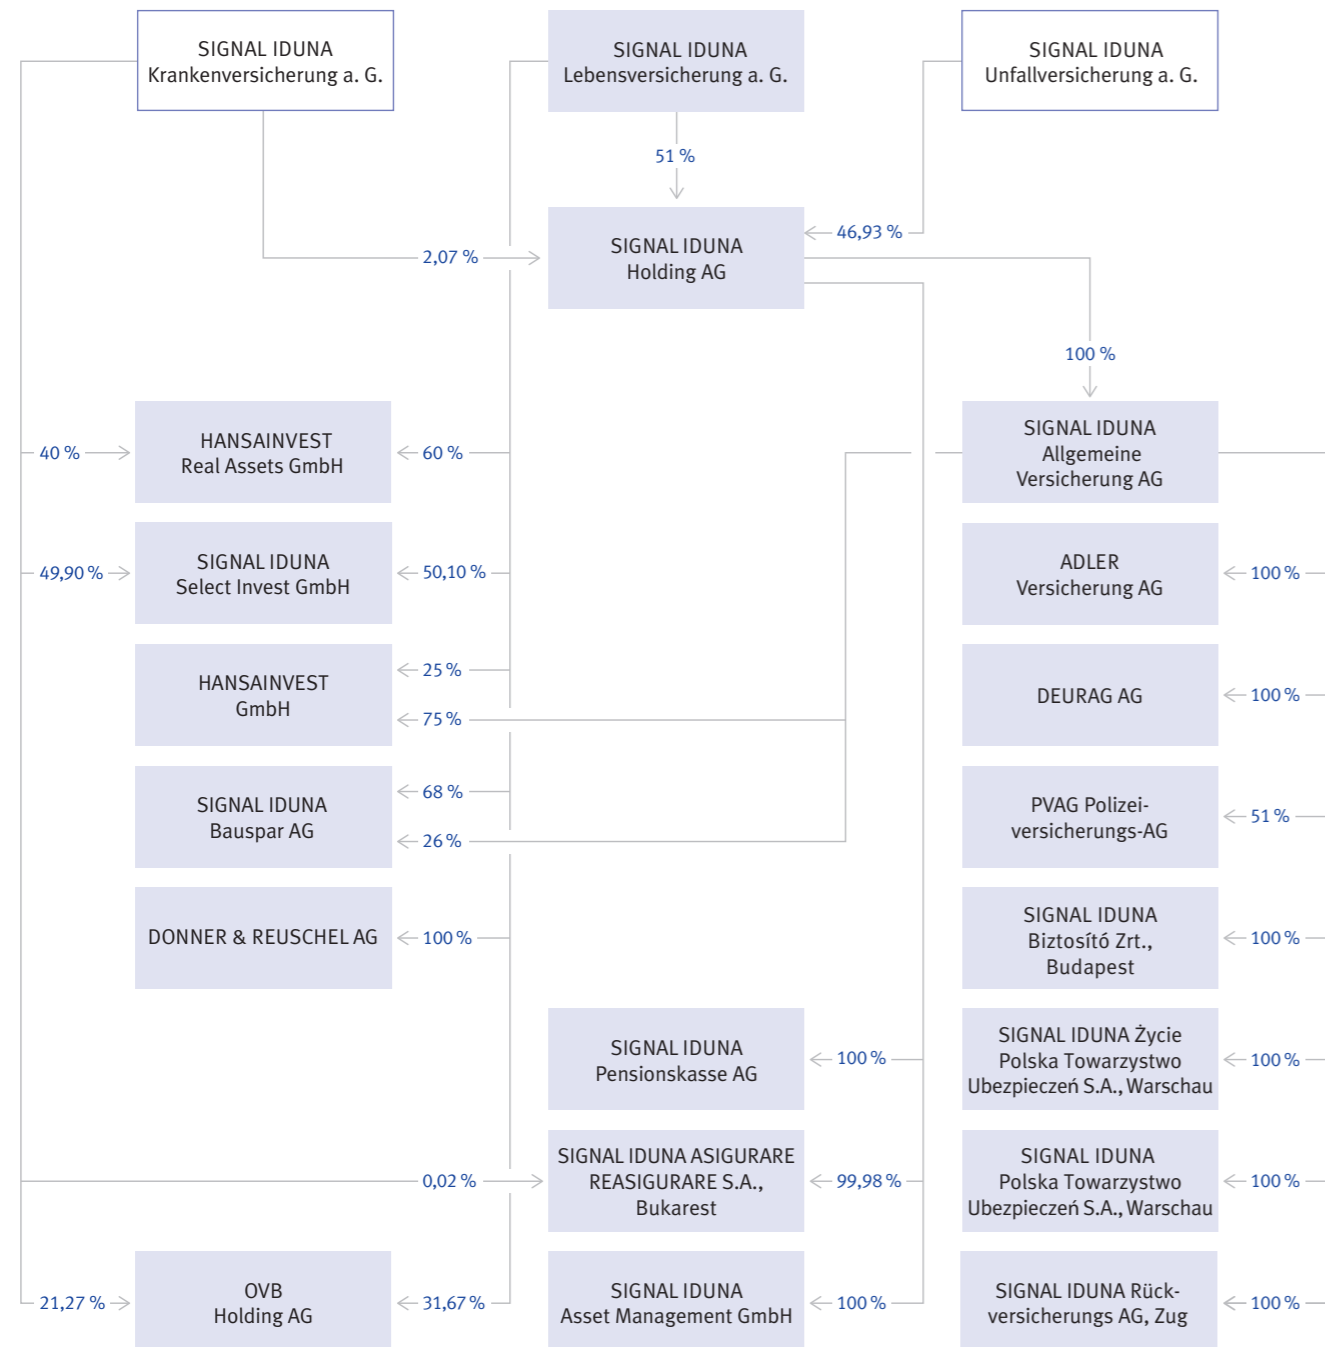 SIGNAL IDUNA
Krankenversicherung a. G.
SIGNAL IDUNA
Lebensversicherung a. G.
SIGNAL IDUNA
Unfallversicherung a. G.
51 %
SIGNAL IDUNA
Holding AG
46,93 %
2,07 %
100 %
40 %
HANSAINVEST
Real Assets GmbH
60 %
SIGNAL IDUNA
Allgemeine
Versicherung AG
49,90 %
SIGNAL IDUNA
Select Invest GmbH
50,10 %
ADLER
Versicherung AG
100 %
HANSAINVEST
GmbH
25 %
75 %
DEURAG AG
100 %
SIGNAL IDUNA
Bauspar AG
68 %
26 %
PVAG Polizei-
versicherungs-AG
51 %
DONNER & REUSCHEL AG
100 %
SIGNAL IDUNA
Biztosító Zrt.,
Budapest
100 %
SIGNAL IDUNA
Pensionskasse AG
100 %
SIGNAL IDUNA Życie
Polska Towarzystwo
Ubezpieczeń S.A., Warschau
100 %
0,02 %
SIGNAL IDUNA ASIGURARE
REASIGURARE S.A.,
Bukarest
99,98 %
SIGNAL IDUNA
Polska Towarzystwo
Ubezpieczeń S.A., Warschau
100 %
21,27 %
OVB
Holding AG
31,67 %
SIGNAL IDUNA
Asset Management GmbH
100 %
SIGNAL IDUNA Rück-
versicherungs AG, Zug
100 %